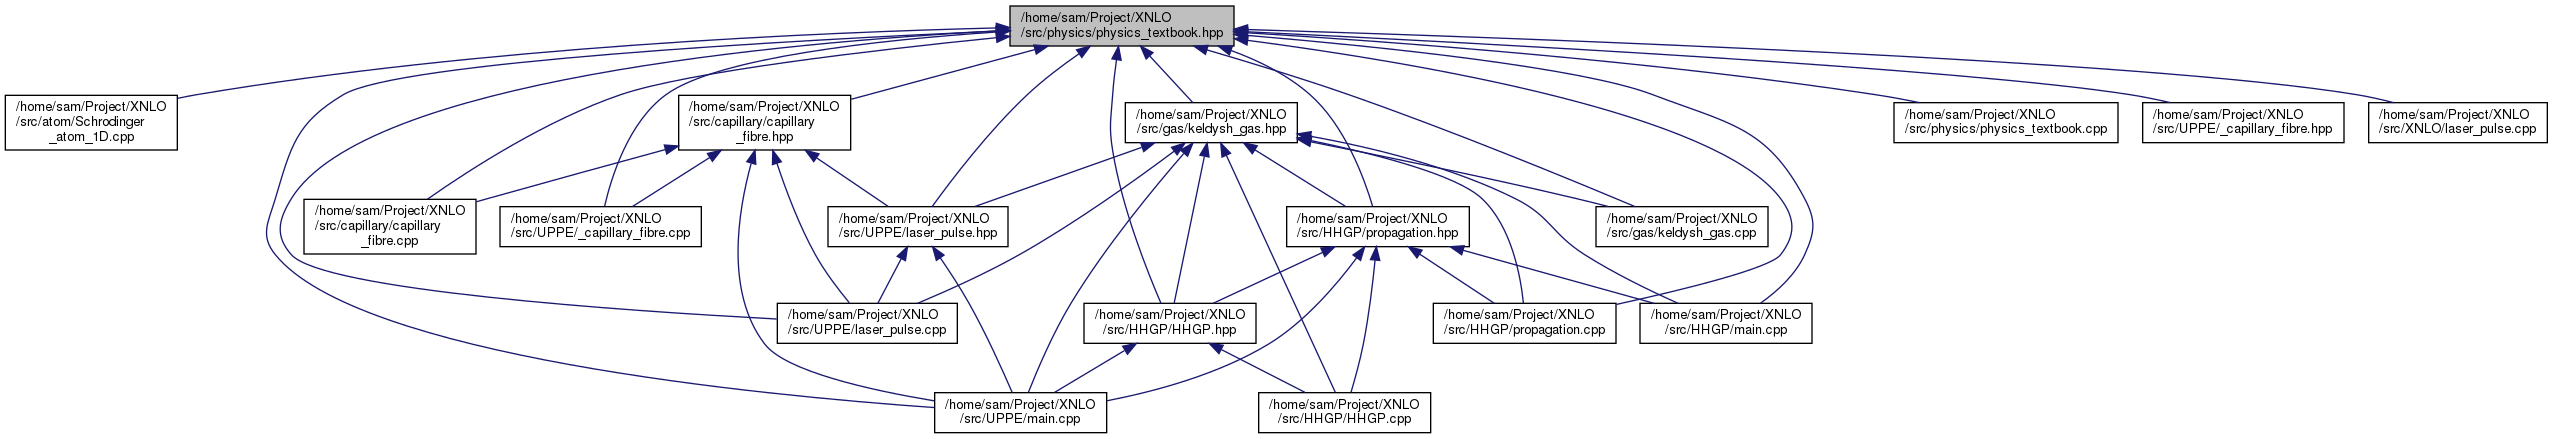 /home/sam/Project/XNLO
/src/physics/physics_textbook.hpp
/home/sam/Project/XNLO
/src/atom/Schrodinger
_atom_1D.cpp
/home/sam/Project/XNLO
/src/capillary/capillary
_fibre.hpp
/home/sam/Project/XNLO
/src/gas/keldysh_gas.hpp
/home/sam/Project/XNLO
/src/physics/physics_textbook.cpp
/home/sam/Project/XNLO
/src/UPPE/_capillary_fibre.hpp
/home/sam/Project/XNLO
/src/XNLO/laser_pulse.cpp
/home/sam/Project/XNLO
/src/capillary/capillary
_fibre.cpp
/home/sam/Project/XNLO
/src/UPPE/_capillary_fibre.cpp
/home/sam/Project/XNLO
/src/UPPE/laser_pulse.hpp
/home/sam/Project/XNLO
/src/HHGP/propagation.hpp
/home/sam/Project/XNLO
/src/gas/keldysh_gas.cpp
/home/sam/Project/XNLO
/src/UPPE/laser_pulse.cpp
/home/sam/Project/XNLO
/src/HHGP/HHGP.hpp
/home/sam/Project/XNLO
/src/HHGP/propagation.cpp
/home/sam/Project/XNLO
/src/HHGP/main.cpp
/home/sam/Project/XNLO
/src/UPPE/main.cpp
/home/sam/Project/XNLO
/src/HHGP/HHGP.cpp